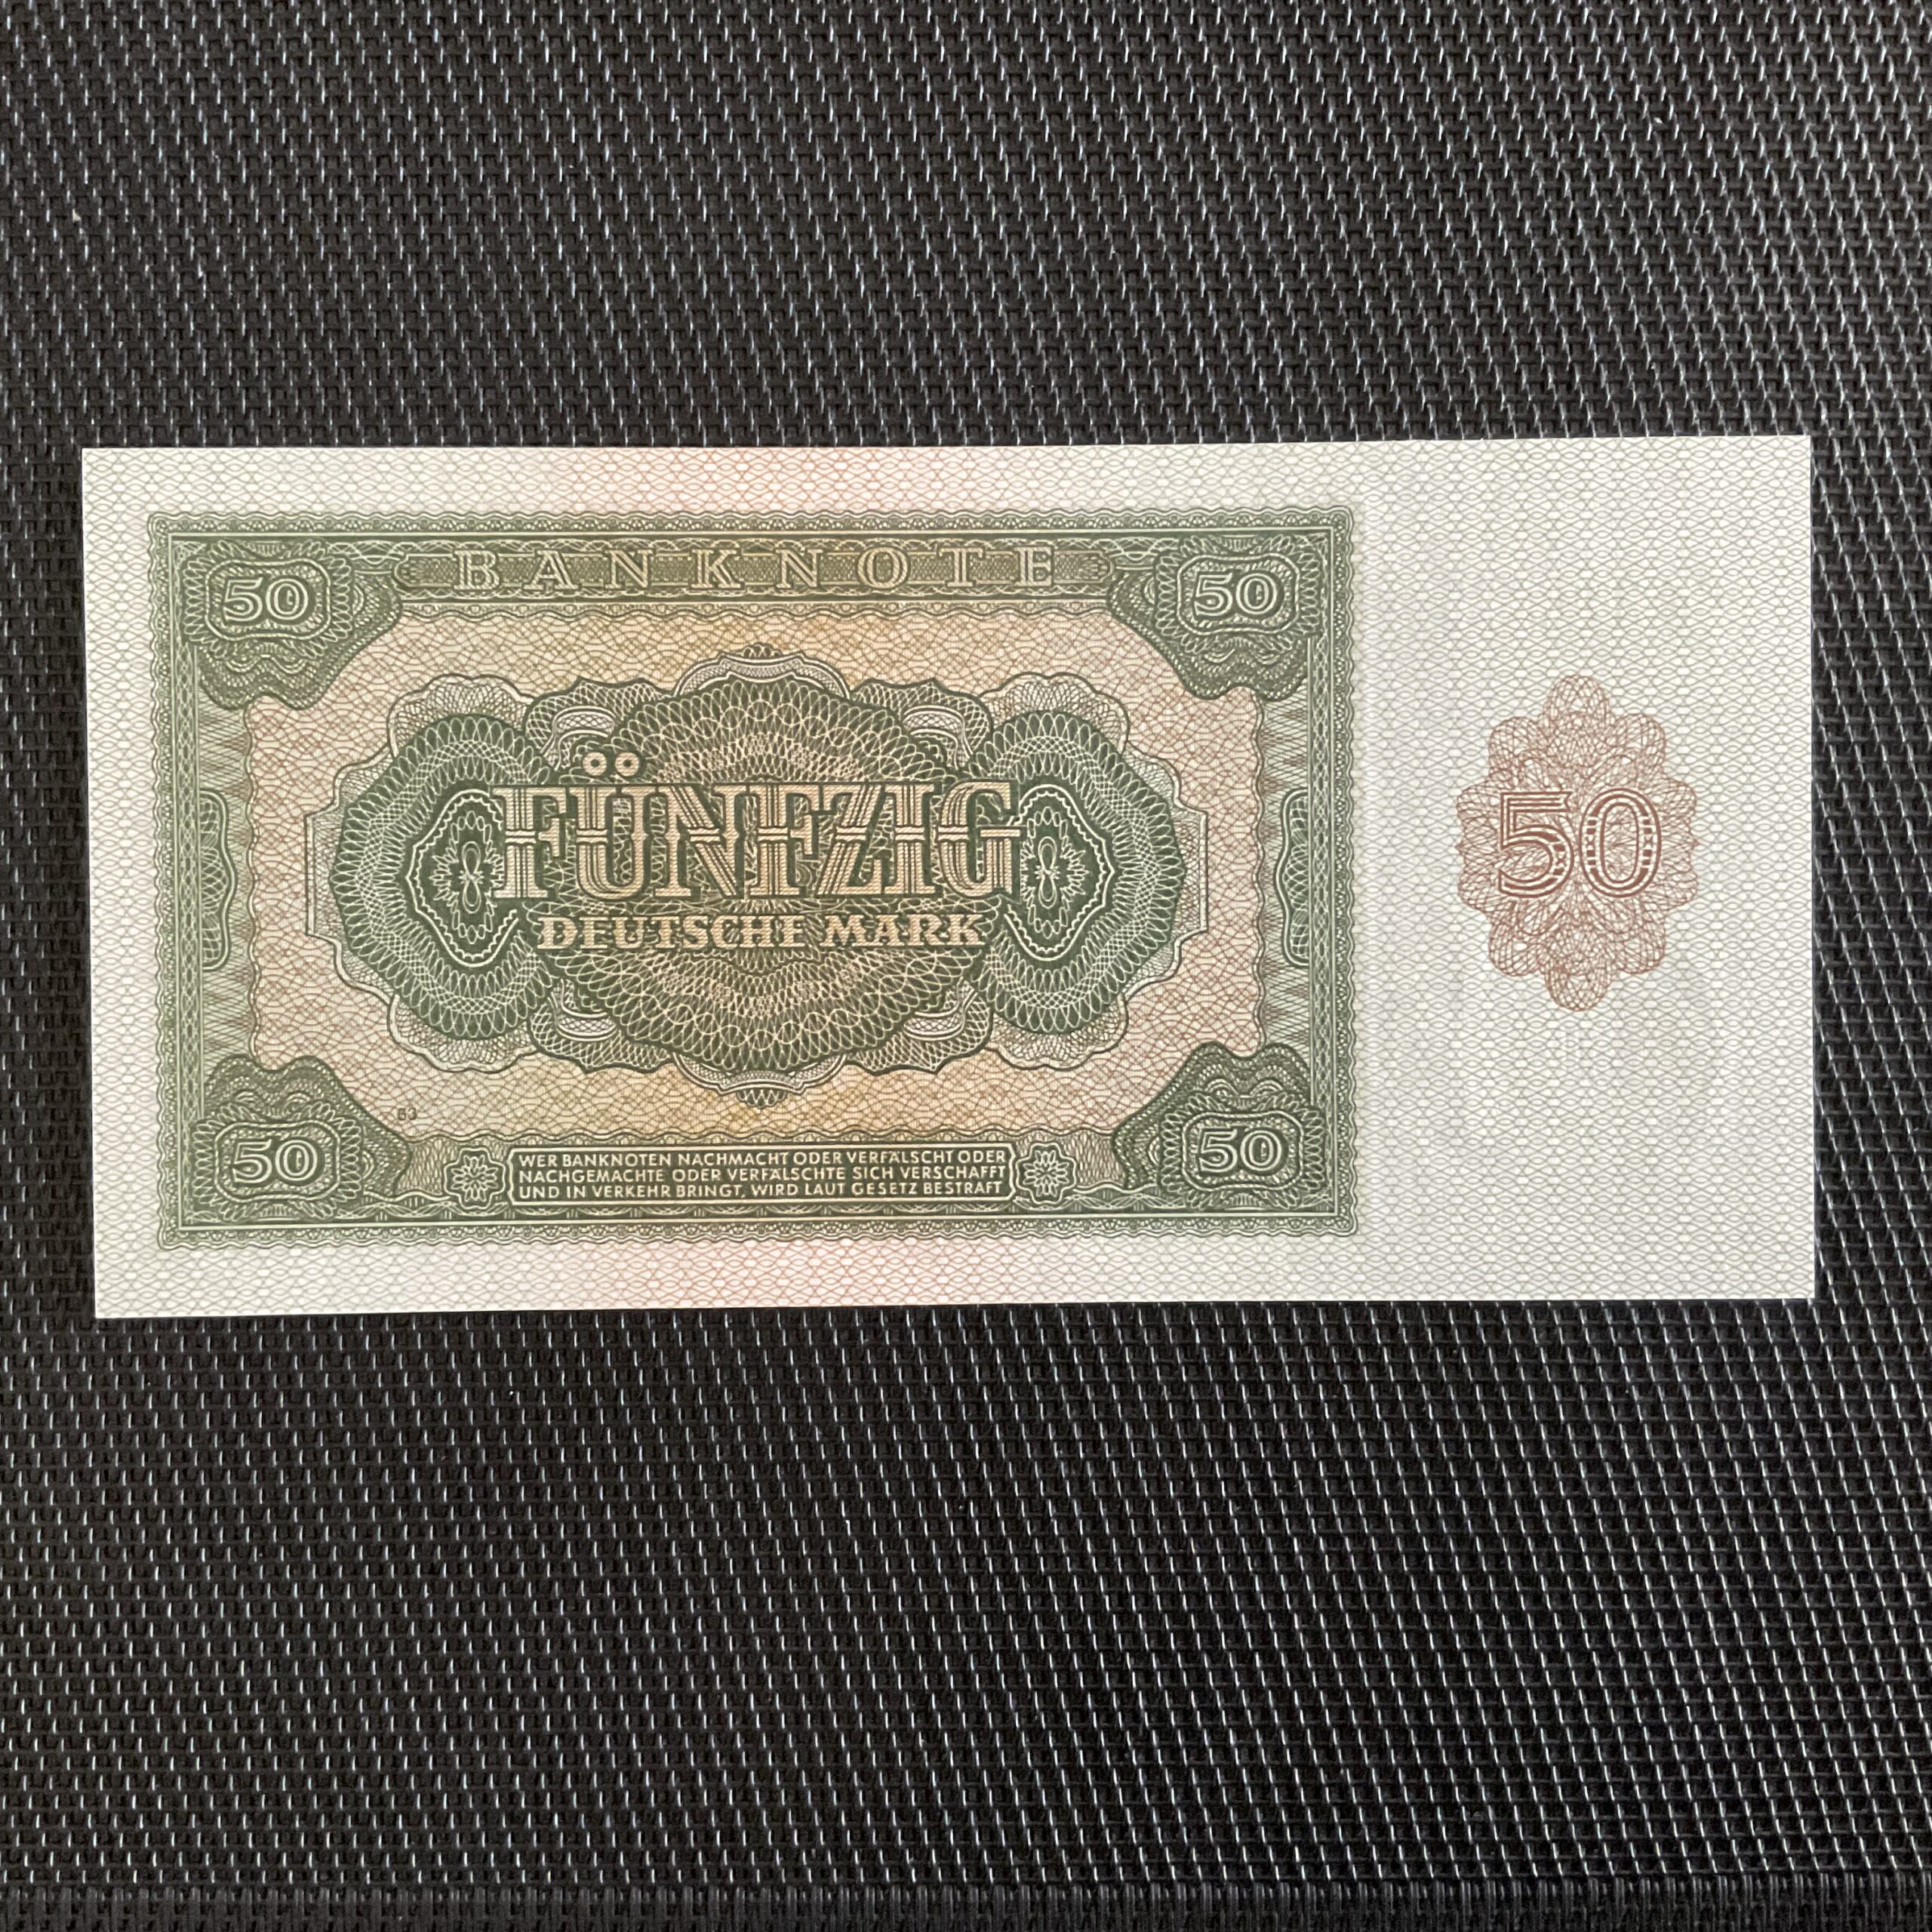 BANKNOTE
50
50
FÜNFZIG
DEUTSCHE MARK
50
63
50
WER BANKNOTEN NACHMACHT ODER VERFÄLSCHT ODER
NACHGEMACHTE ODER VERFÄLSCHTE SICH VERSCHAFFT
UND IN VERKEHR BRINGT, WIRD LAUT GESETZ BESTRAFT
50